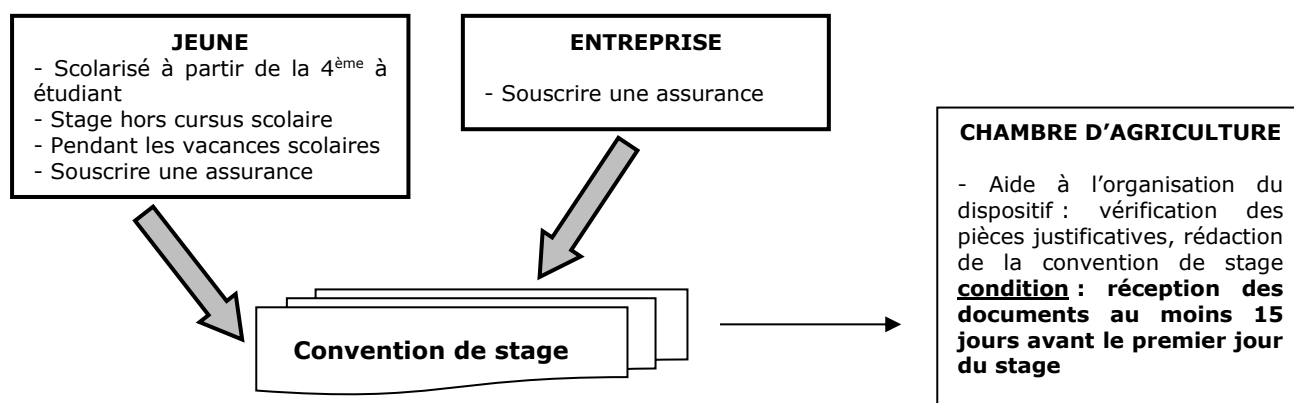 JEUNE
- Scolarisé à partir de la 4ème à
étudiant
- Stage hors cursus scolaire
- Pendant les vacances scolaires
- Souscrire une assurance
ENTREPRISE
- Souscrire une assurance
Convention de stage
CHAMBRE D'AGRICULTURE
- Aide à l'organisation du
dispositif : vérification des
pièces justificatives, rédaction
de la convention de stage
condition : réception des
documents au moins 15
jours avant le premier jour
du stage